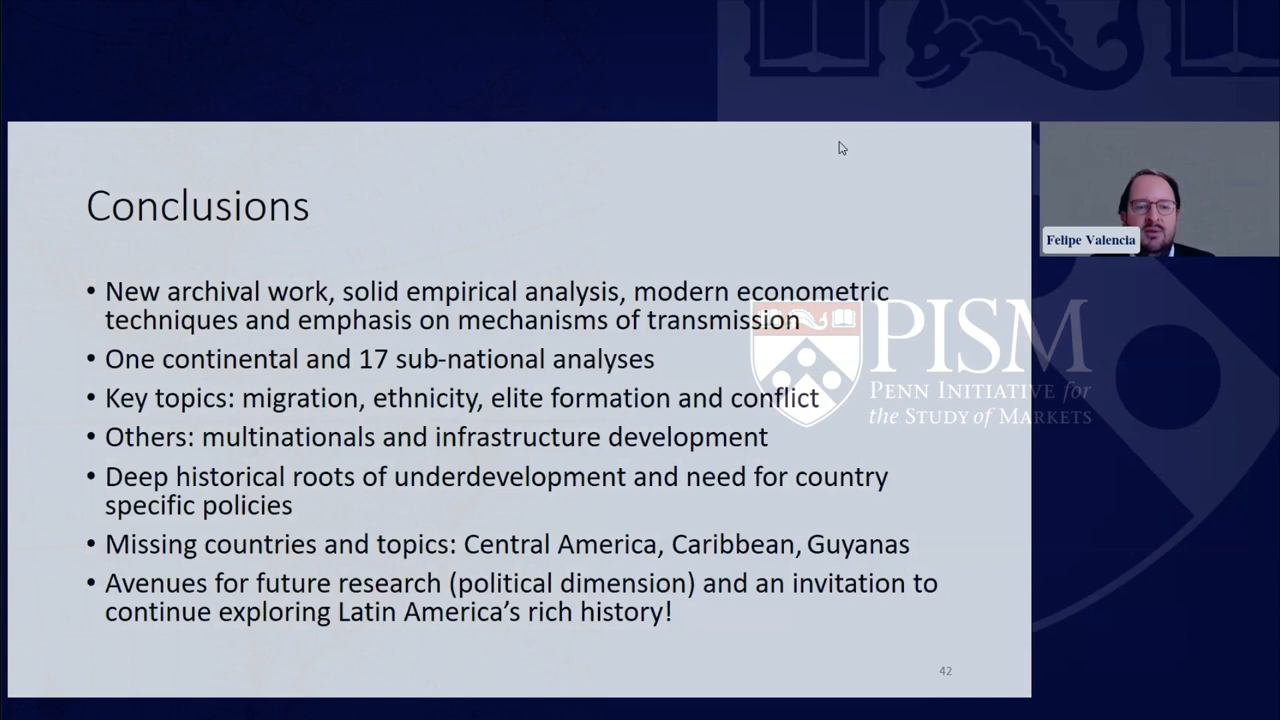 Conclusions
• New archival work, solid empirical analysis, modern econometric
techniques and emphasis on mechanisms of transmission
• One continental and 17 sub-national analyses
• Key topics: migration, ethnicity, elite formation and conflict
• Others: multinationals and infrastructure development
• Deep historical roots of underdevelopment and need for country
specific policies
• Missing countries and topics: Central America, Caribbean, Guyanas
• Avenues for future research (political dimension) and an invitation to
continue exploring Latin America’s rich history!
42
PISM
PENN INITIATIVE for
the STUDY of MARKETS
Felipe Valencia